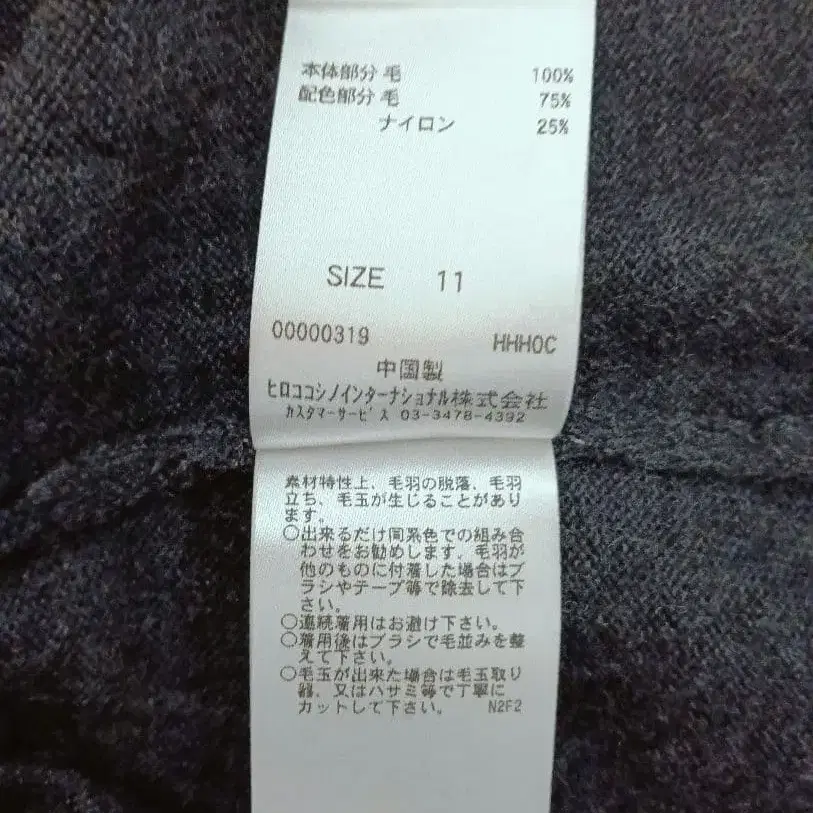 本体部分 毛 100%
配色部分 毛 75%
ナイロン 25%
SIZE 11
00000319 HHH0C
中国製
ヒロココシノインターナショナル株式会社
カスタマーサービス 03-3478-4392
素材特性上、毛羽の脱落、毛羽
立ち、毛玉が生じることがあり
ます。
○出来るだけ同系色での組み合
わせをお勧めします。毛羽が
他のものに付着した場合はブ
ラシやテープ等で除去して下
さい。
○連続着用はお避け下さい。
○着用後はブラシで毛並みを整
えて下さい。
○毛玉が出来た場合は毛玉取り
器、又はハサミ等で丁寧に
カットして下さい。 N2F2